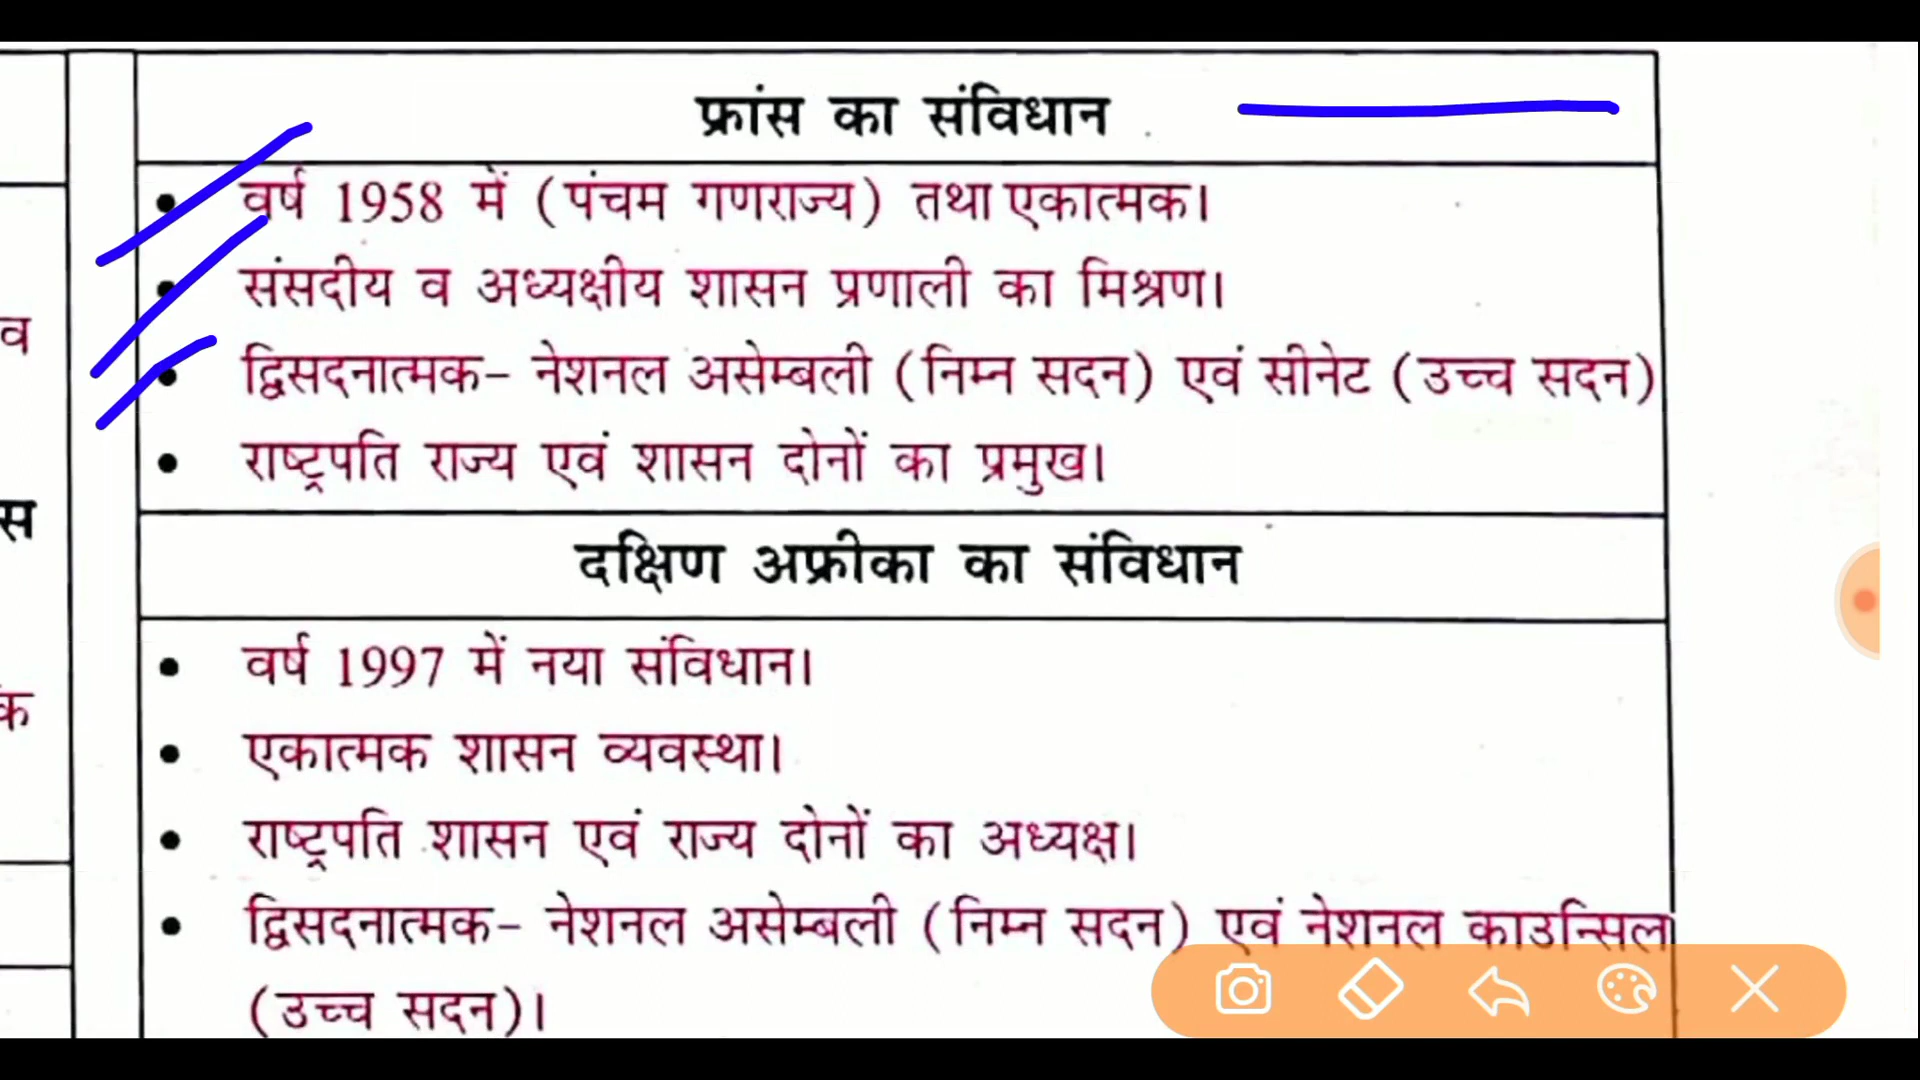 फ्रांस का संविधान
• वर्ष 1958 में (पंचम गणराज्य) तथा एकात्मक।
• संसदीय व अध्यक्षीय शासन प्रणाली का मिश्रण।
व
• द्विसदनात्मक– नेशनल असेम्बली (निम्न सदन) एवं सीनेट (उच्च सदन)
• राष्ट्रपति राज्य एवं शासन दोनों का प्रमुख।
स
दक्षिण अफ्रीका का संविधान
• वर्ष 1997 में नया संविधान।
क
• एकात्मक शासन व्यवस्था।
• राष्ट्रपति शासन एवं राज्य दोनों का अध्यक्ष।
• द्विसदनात्मक– नेशनल असेम्बली (निम्न सदन) एवं नेशनल काउन्सिल
(उच्च सदन)।